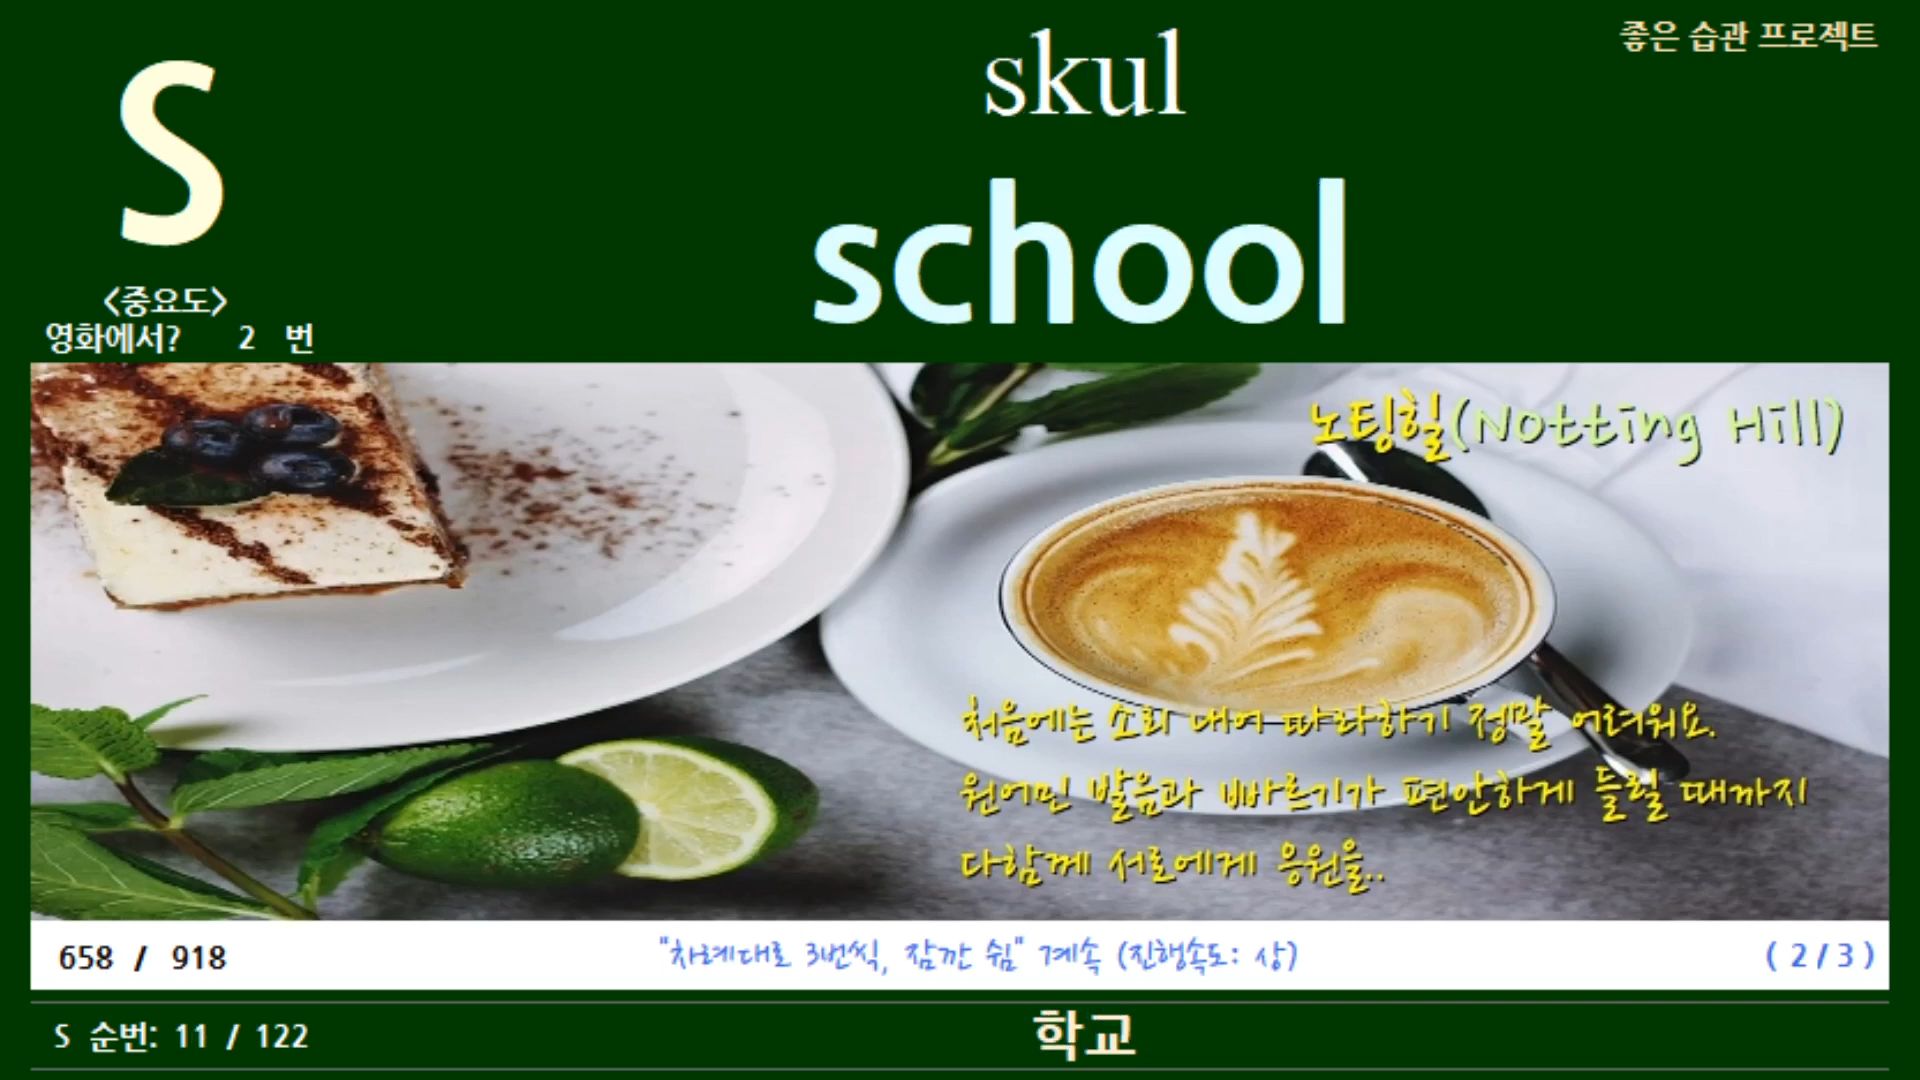 좋은 습관 프로젝트
S
skul
school
<중요도>
영화에서? 2 번
노팅힐(Notting Hill)
처음에는 소리 내어 따라하기 정말 어려워요.
원어민 발음과 빠르기가 편안하게 들릴 때까지
다함께 서로에게 응원을..
658 / 918
"차례대로 3번씩, 잠깐 쉼" 계속 (진행속도: 상)
( 2 / 3 )
S 순번: 11 / 122
학교